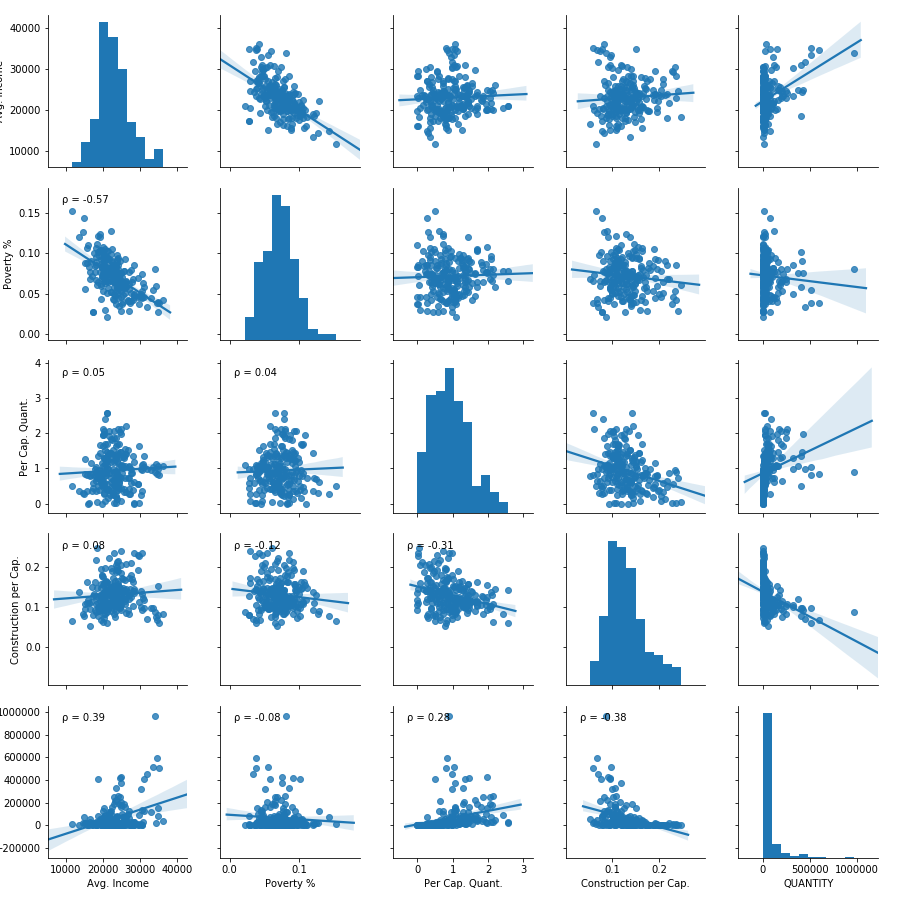 40000
30000
20000
10000
Avg. Income
ρ = -0.57
0.15
0.10
0.05
0.00
Poverty %
ρ = 0.05
ρ = 0.04
4
3
2
1
0
Per Cap. Quant.
ρ = 0.08
ρ = -0.12
ρ = -0.31
0.2
0.1
0.0
Construction per Cap.
ρ = 0.39
ρ = -0.08
ρ = 0.28
ρ = -0.38
1000000
800000
600000
400000
200000
0
-200000
10000 20000 30000 40000
0.0 0.1
0 1 2 3
0.1 0.2
0 500000 1000000
Avg. Income
Poverty %
Per Cap. Quant.
Construction per Cap.
QUANTITY